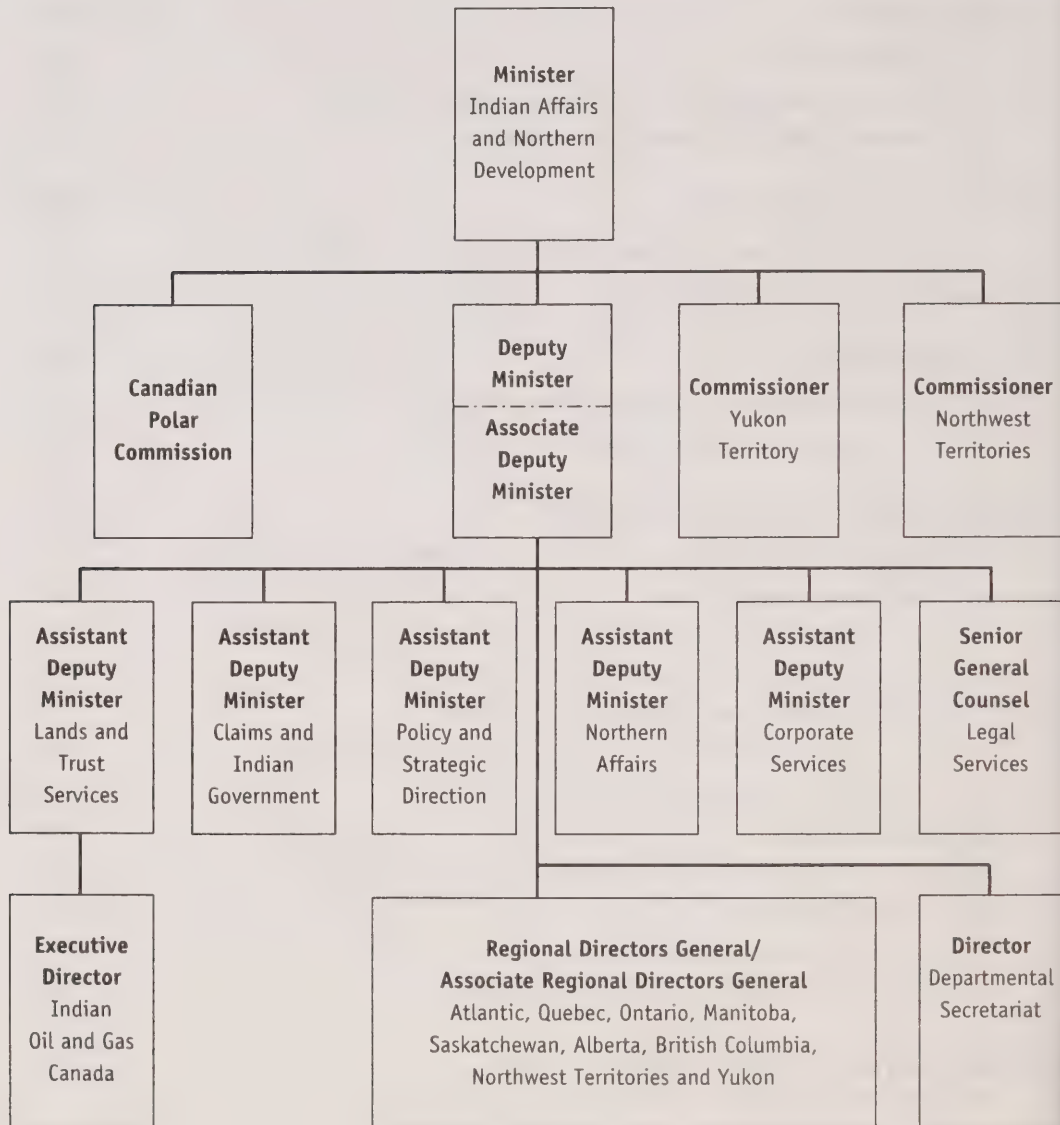 Minister
Indian Affairs
and Northern
Development
Canadian
Polar
Commission
Deputy
Minister
Associate
Deputy
Minister
Commissioner
Yukon
Territory
Commissioner
Northwest
Territories
Assistant
Deputy
Minister
Lands and
Trust
Services
Assistant
Deputy
Minister
Claims and
Indian
Government
Assistant
Deputy
Minister
Policy and
Strategic
Direction
Assistant
Deputy
Minister
Northern
Affairs
Assistant
Deputy
Minister
Corporate
Services
Senior
General
Counsel
Legal
Services
Executive
Director
Indian
Oil and Gas
Canada
Regional Directors General/
Associate Regional Directors General
Atlantic, Quebec, Ontario, Manitoba,
Saskatchewan, Alberta, British Columbia,
Northwest Territories and Yukon
Director
Departmental
Secretariat